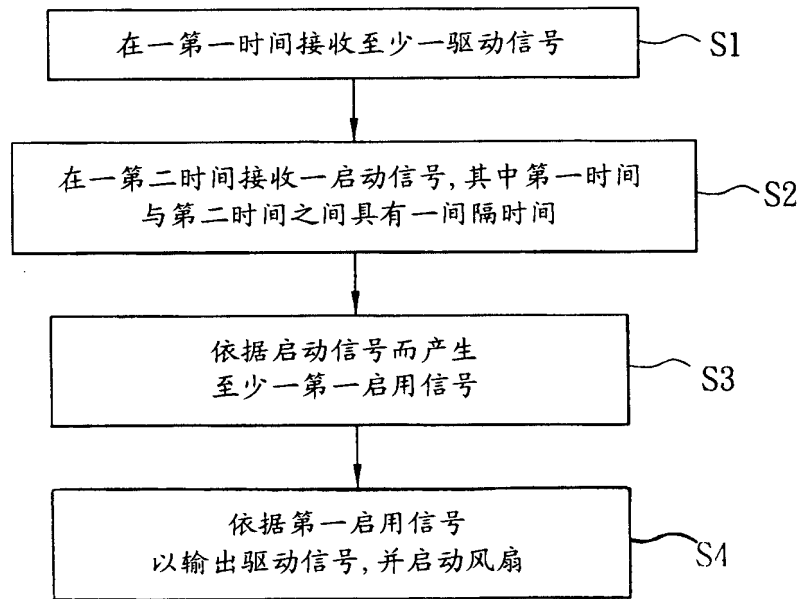 在一第一时间接收至少一驱动信号
S1
在一第二时间接收一启动信号,其中第一时间
与第二时间之间具有一间隔时间
S2
依据启动信号而产生
至少一第一启用信号
S3
依据第一启用信号
以输出驱动信号,并启动风扇
S4